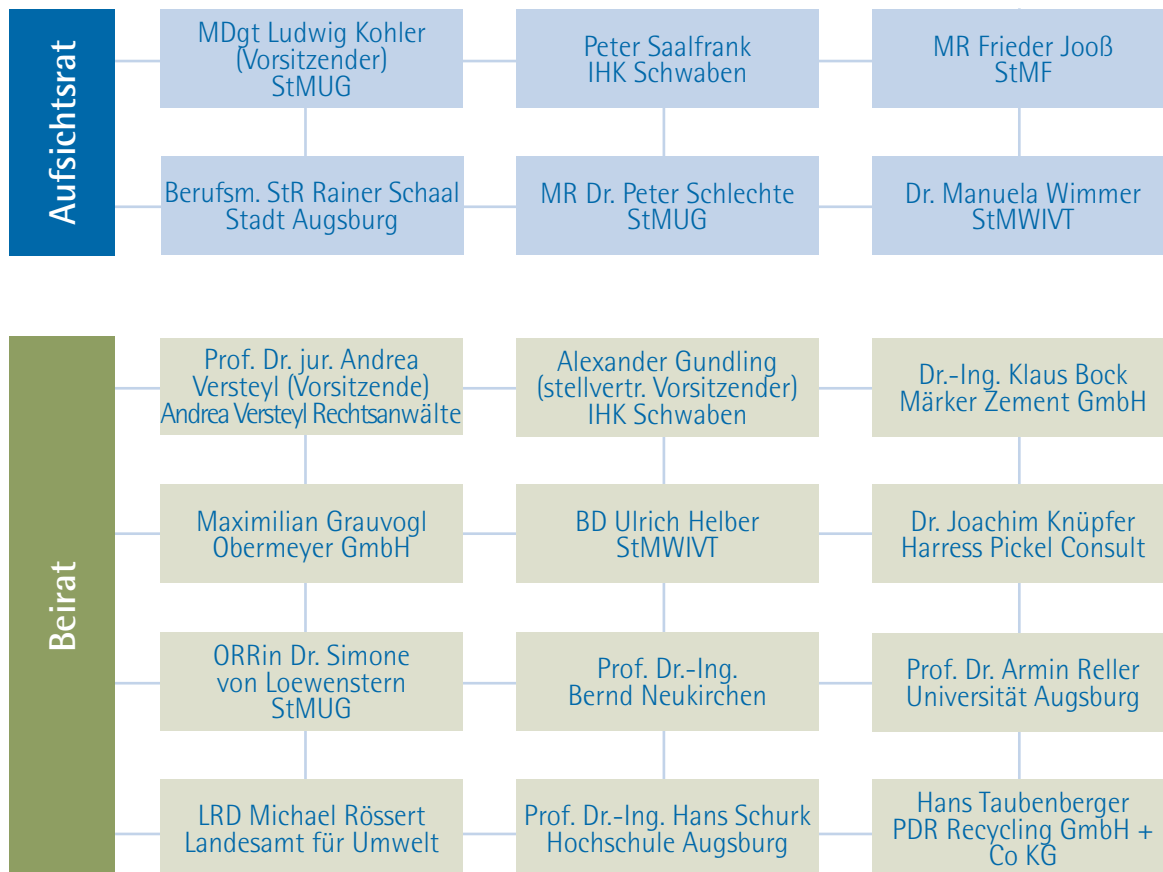 Aufsichtsrat
MDgt Ludwig Kohler
(Vorsitzender)
StMUG
Peter Saalfrank
IHK Schwaben
MR Frieder Jooß
StMF
Berufsm. StR Rainer Schaal
Stadt Augsburg
MR Dr. Peter Schlechte
StMUG
Dr. Manuela Wimmer
StMWIVT
Beirat
Prof. Dr. jur. Andrea
Versteyl (Vorsitzende)
Andrea Versteyl Rechtsanwälte
Alexander Gundling
(stellvertr. Vorsitzender)
IHK Schwaben
Dr.-Ing. Klaus Bock
Märker Zement GmbH
Maximilian Grauvogl
Obermeyer GmbH
BD Ulrich Helber
StMWIVT
Dr. Joachim Knüpfer
Harress Pickel Consult
ORRin Dr. Simone
von Loewenstern
StMUG
Prof. Dr.-Ing.
Bernd Neukirchen
Prof. Dr. Armin Reller
Universität Augsburg
LRD Michael Rössert
Landesamt für Umwelt
Prof. Dr.-Ing. Hans Schurk
Hochschule Augsburg
Hans Taubenberger
PDR Recycling GmbH +
Co KG